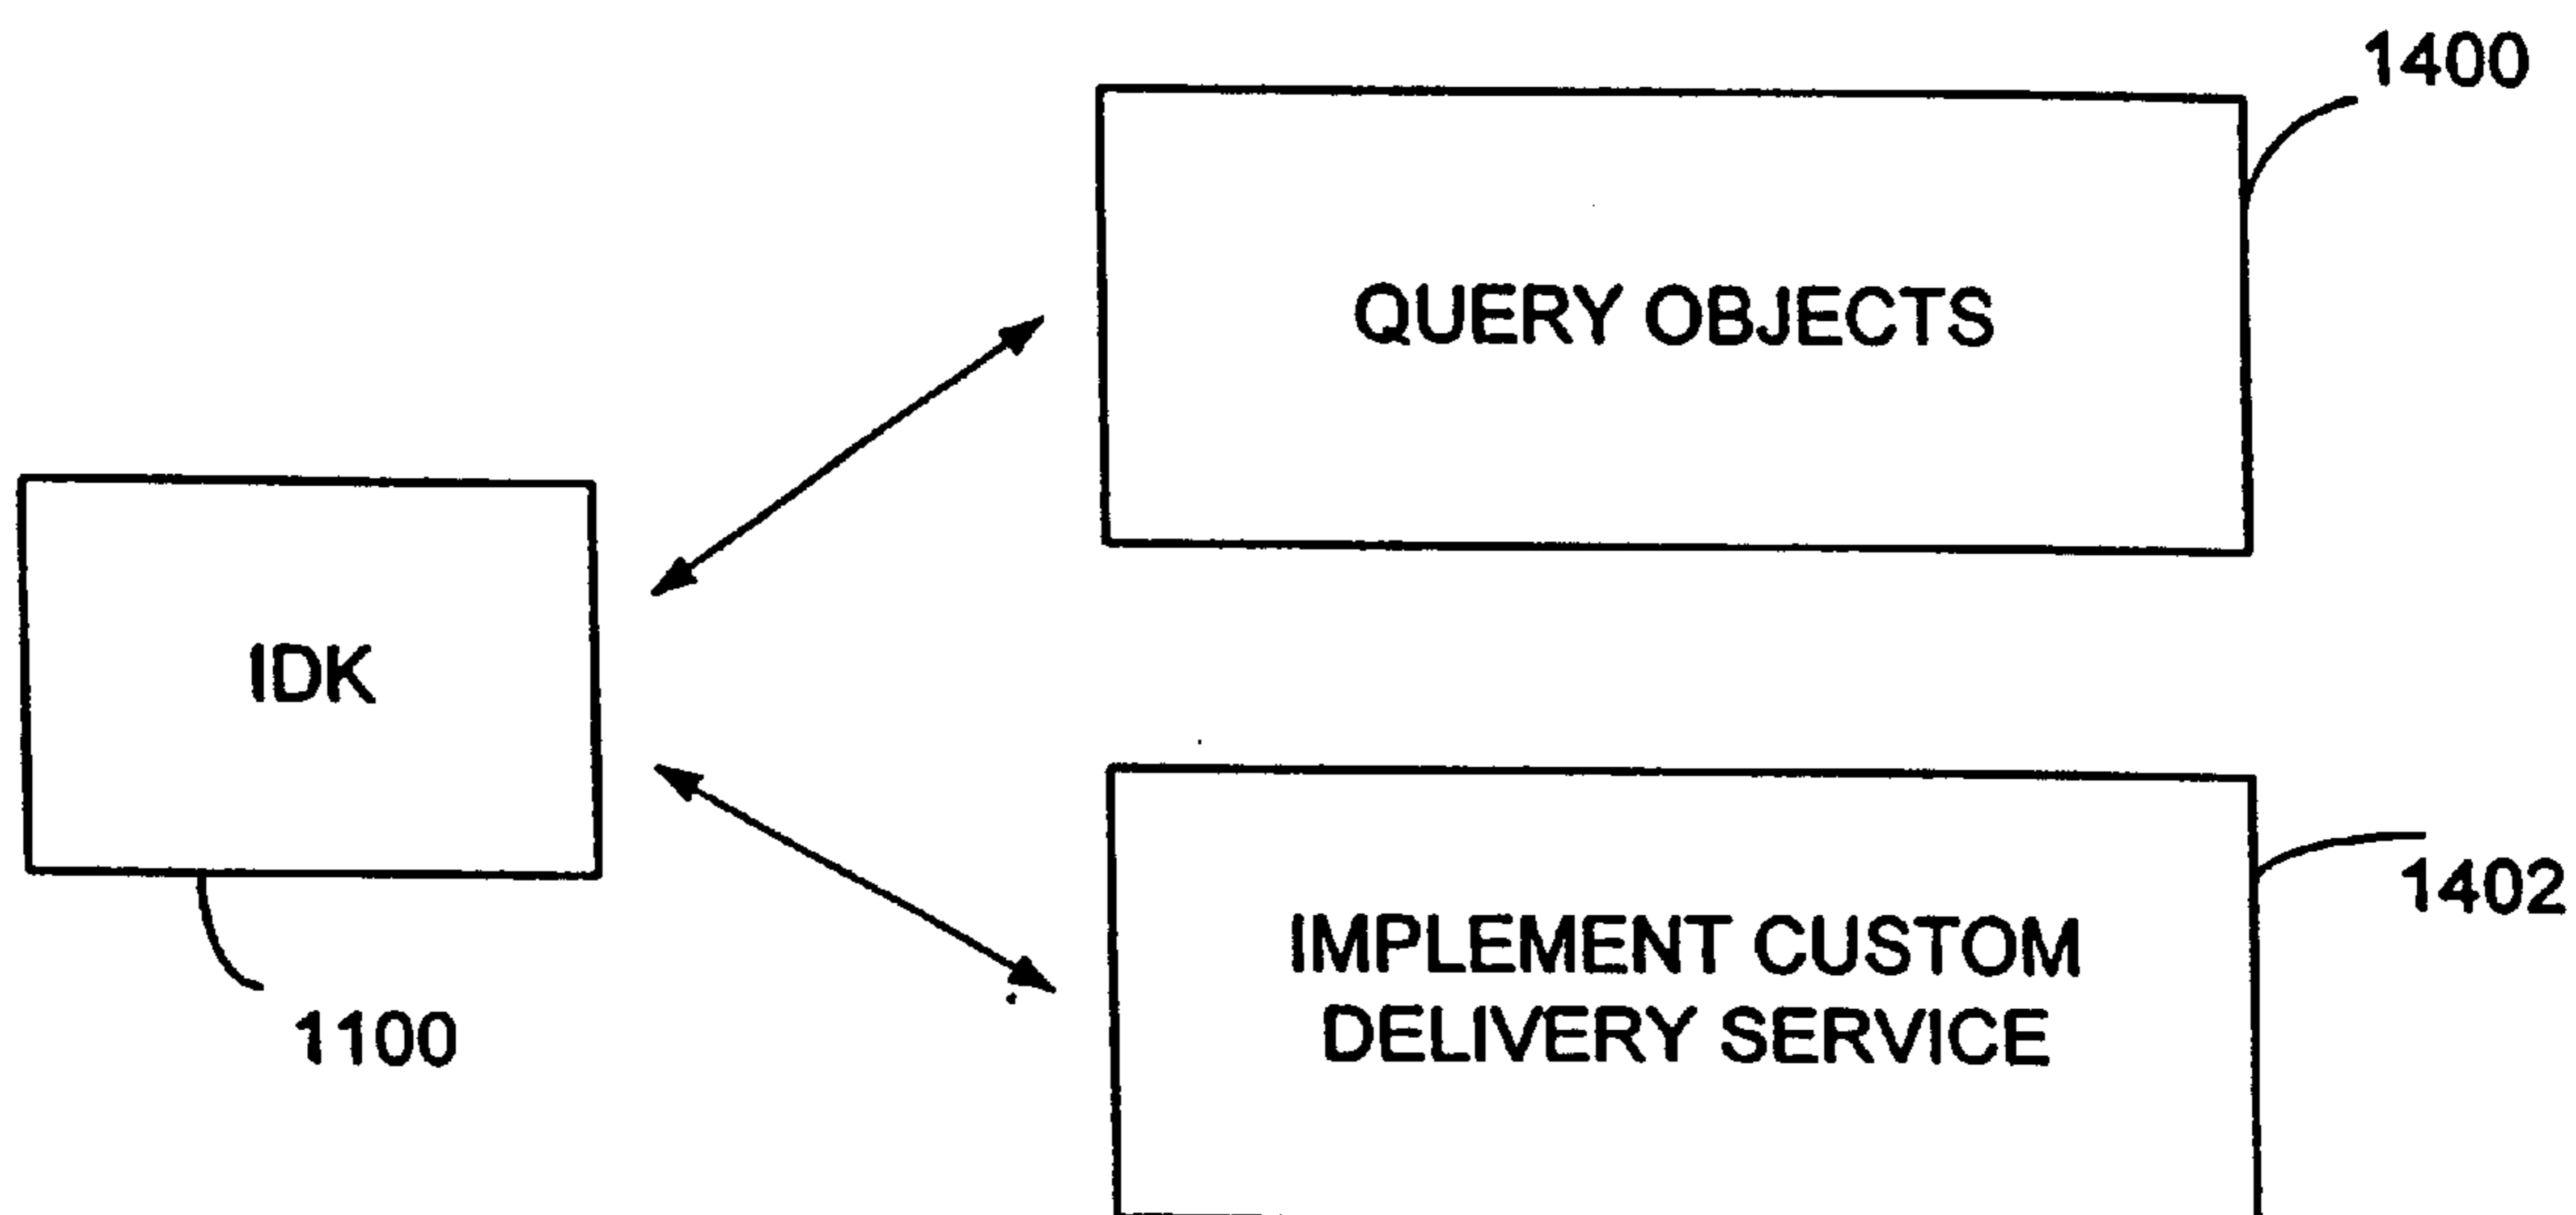 1400
QUERY OBJECTS
IDK
1100
IMPLEMENT CUSTOM
DELIVERY SERVICE
1402